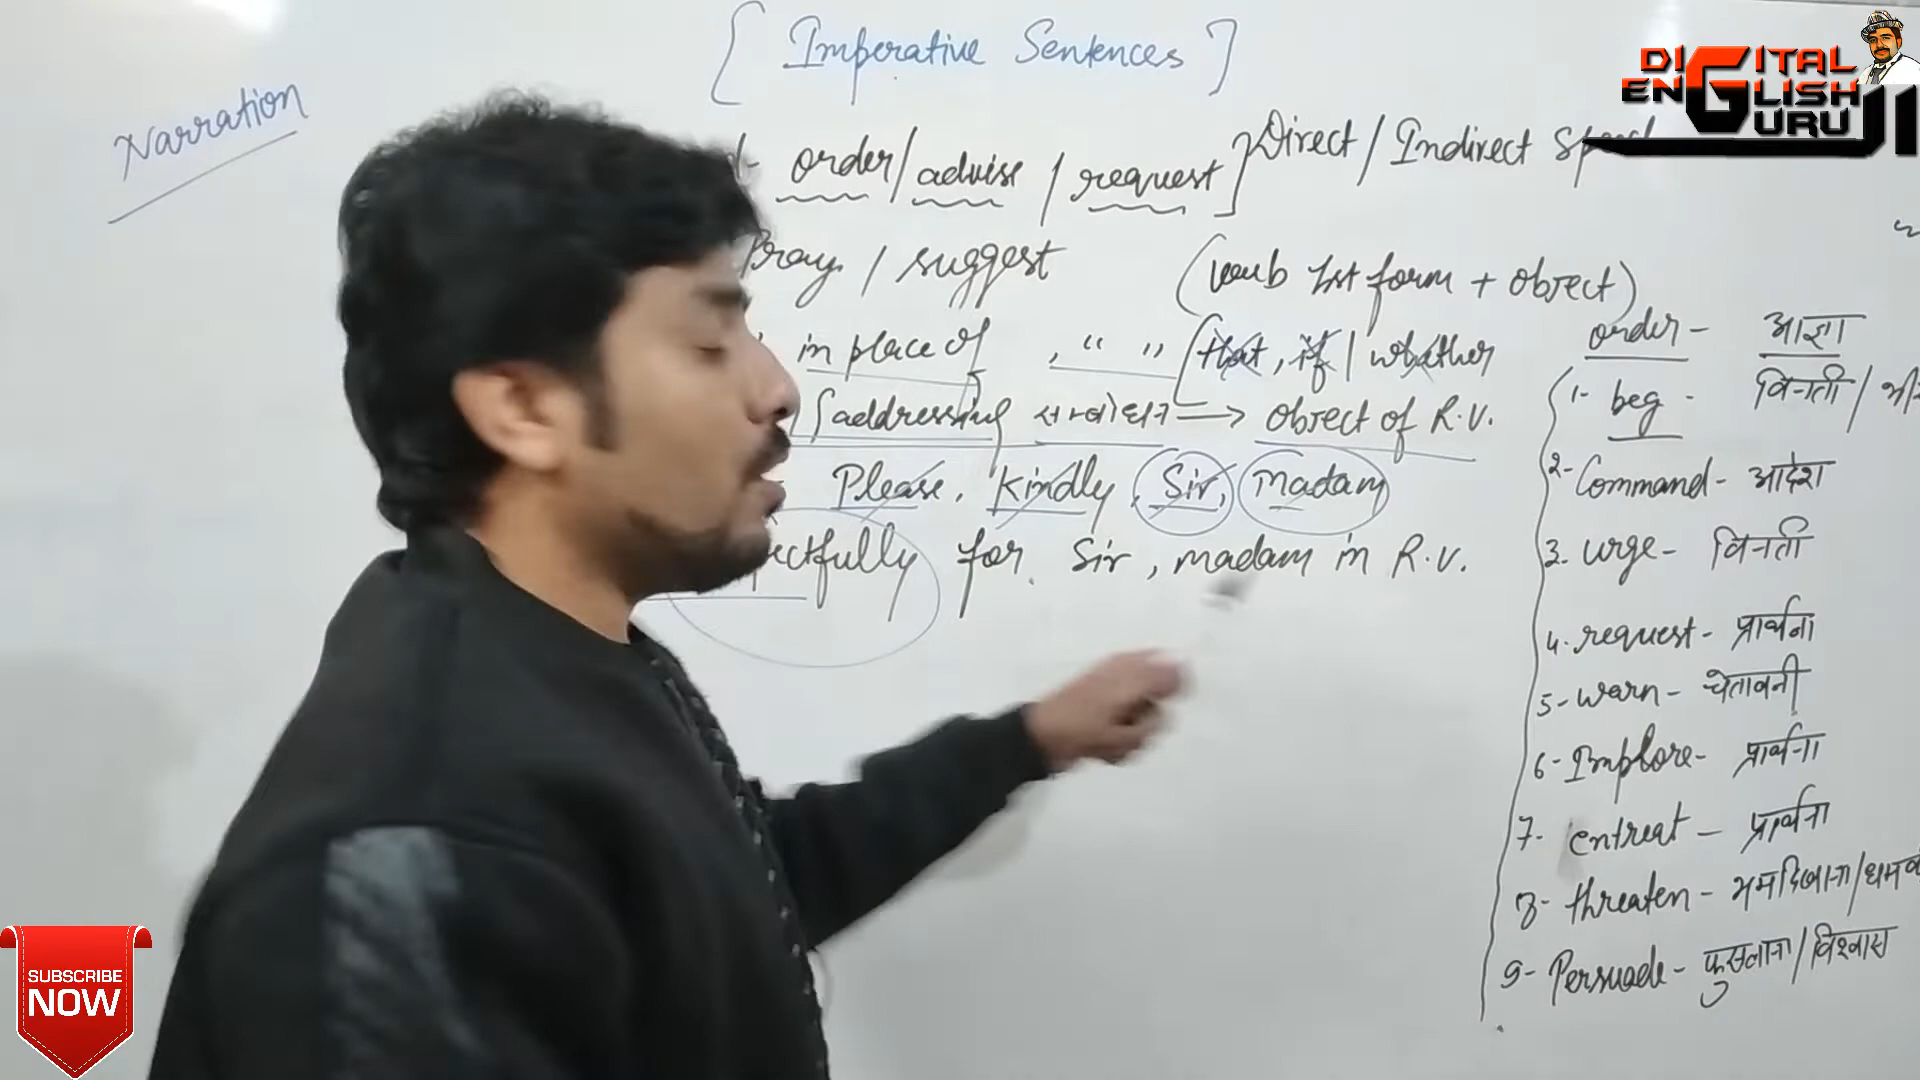 [ Imperative Sentences ]
Narration
order / advise / request ] Direct / Indirect
Pray / suggest
(verb Ist form + object)
in place of , " " / that, if / whether
addressing सम्बोधन → object of R.V.
Please, Kindly, Sir, Madam
ectfully for Sir, madam in R.V.
order - आज्ञा
1- beg - विनती /
2- Command - आदेश
3. urge - विनती
4. request - प्रार्थना
5- warn - चेतावनी
6- Implore - प्रार्थना
7- entreat - प्रार्थना
8- threaten -
9- Persuade - फुसलाना / विश्वास
DIGITAL
ENGLISH
GURUJI
SUBSCRIBE
NOW